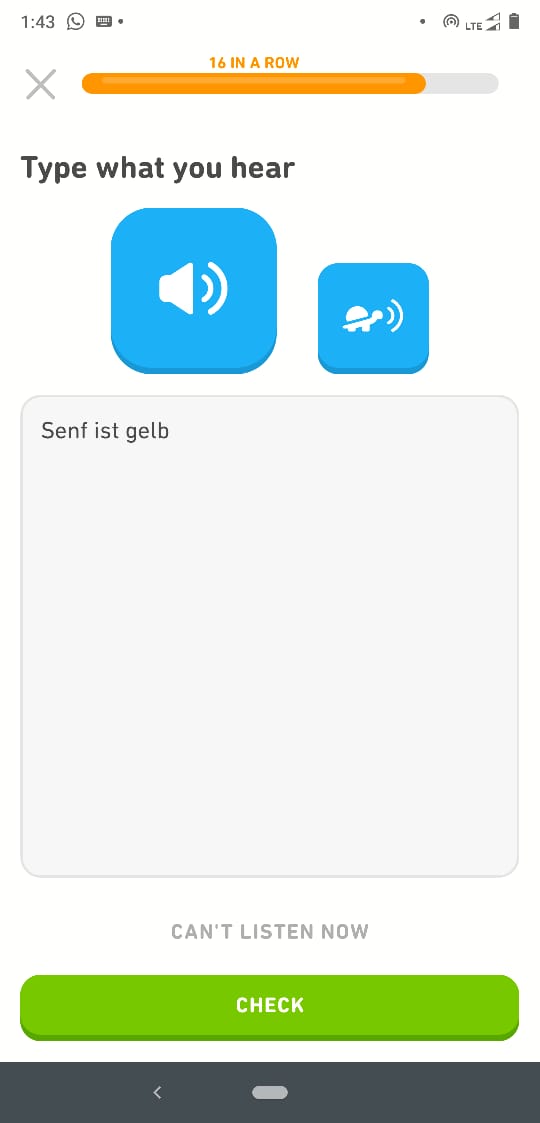 1:43
LTE
16 IN A ROW
Type what you hear
Senf ist gelb
CAN'T LISTEN NOW
CHECK